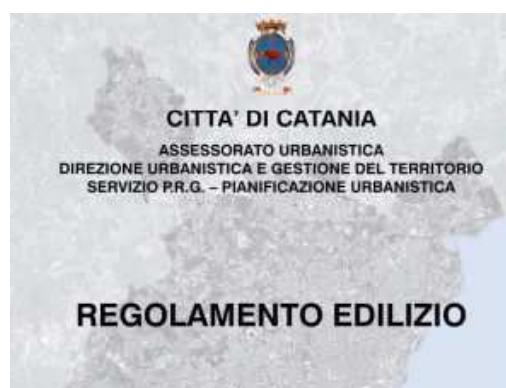 CITTA' DI CATANIA
ASSESSORATO URBANISTICA
DIREZIONE URBANISTICA E GESTIONE DEL TERRITORIO
SERVIZIO P.R.G. – PIANIFICAZIONE URBANISTICA
REGOLAMENTO EDILIZIO